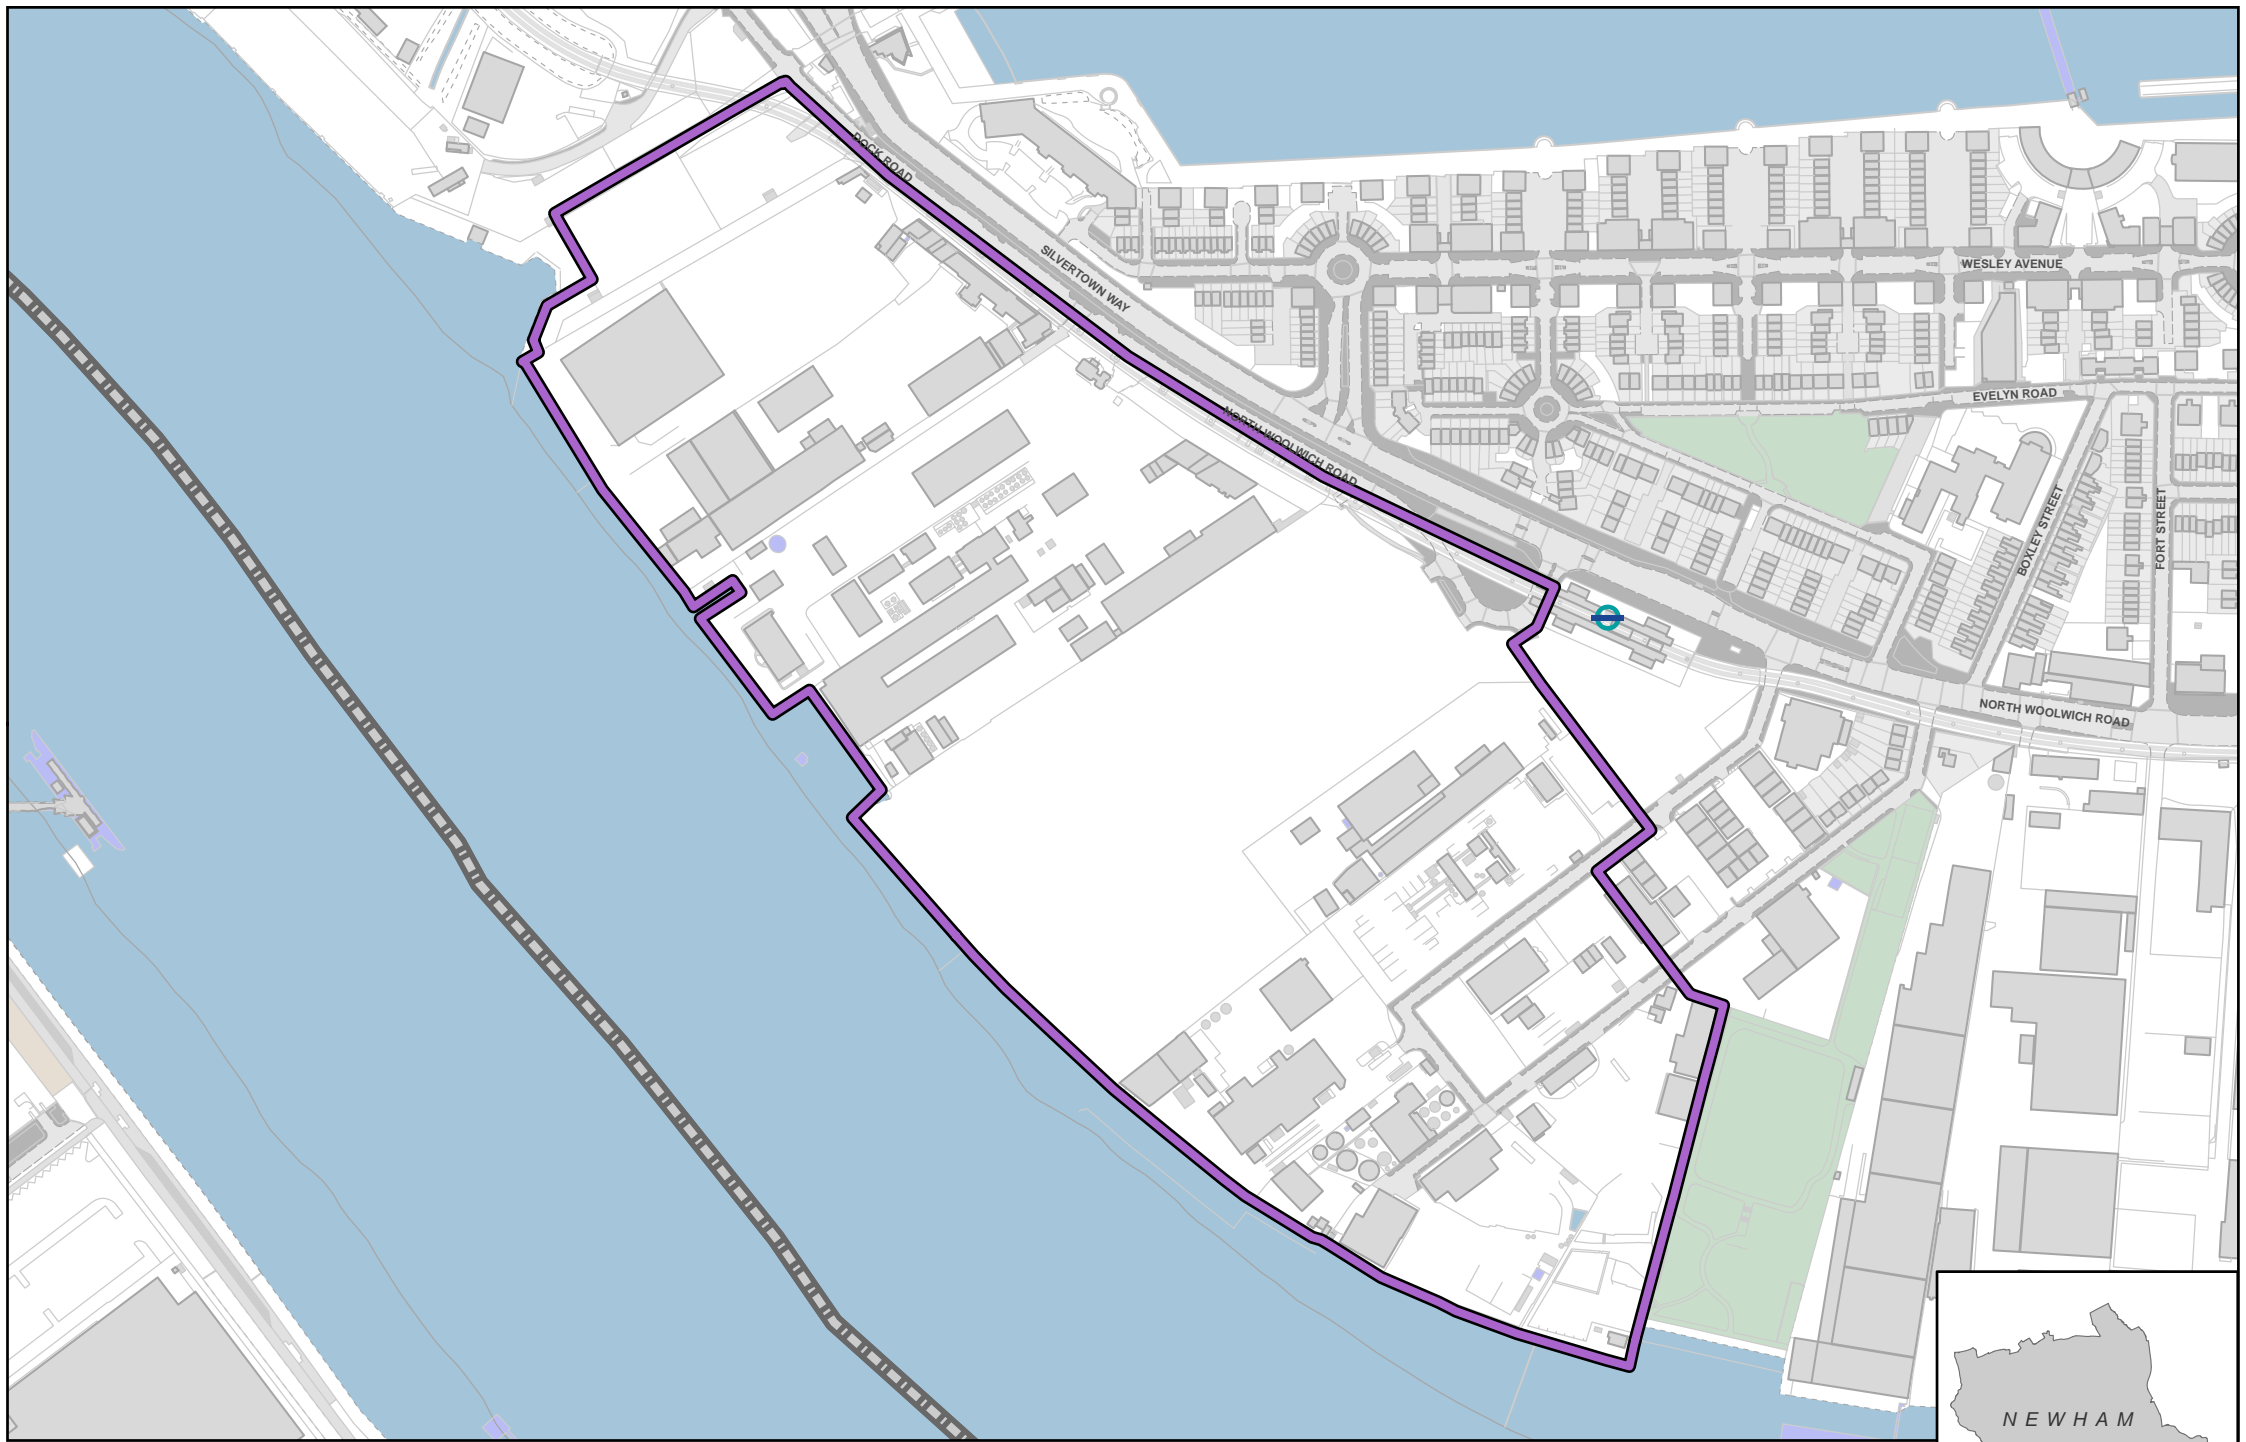 DOCK ROAD
SILVERTOWN WAY
WESLEY AVENUE
EVELYN ROAD
NORTH WOOLWICH ROAD
BOXLEY STREET
FORT STREET
NORTH WOOLWICH ROAD
NEWHAM